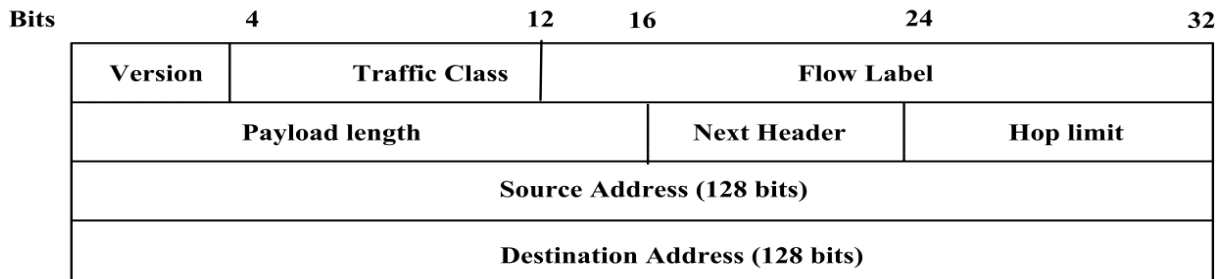 Bits 4 12 16 24 32
Version Traffic Class Flow Label
Payload length Next Header Hop limit
Source Address (128 bits)
Destination Address (128 bits)